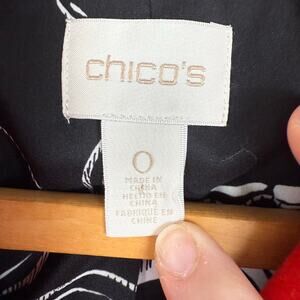 chico's
0
MADE IN
CHINA
HECHO EN
CHINA
FABRIQUÉ EN
CHINE